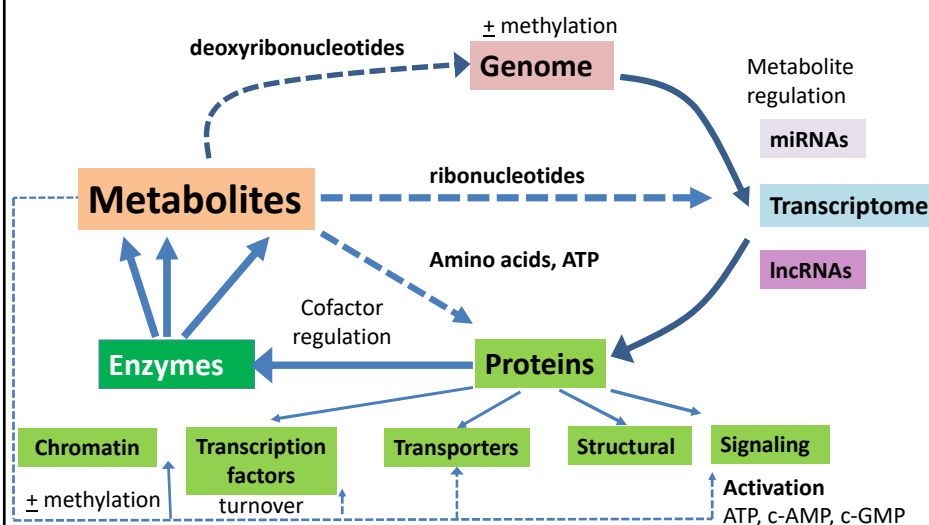 ± methylation
deoxyribonucleotides
Genome
Metabolite
regulation
miRNAs
ribonucleotides
Metabolites
Transcriptome
Amino acids, ATP
lncRNAs
Cofactor
regulation
Enzymes
Proteins
Chromatin
Transcription
factors
Transporters
Structural
Signaling
± methylation
turnover
Activation
ATP, c-AMP, c-GMP